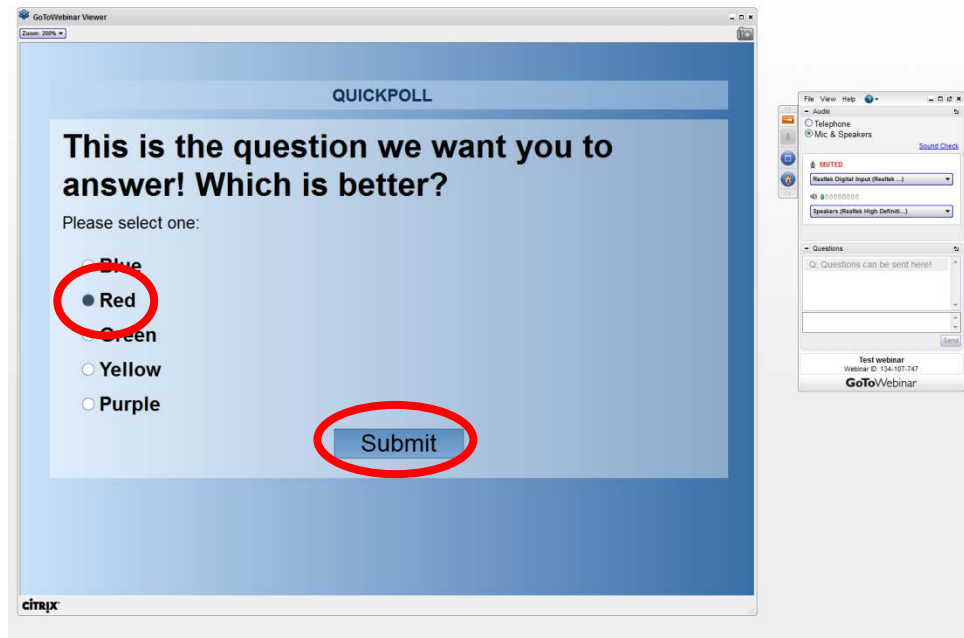 GoToWebinar Viewer
Zoom: 200%
QUICKPOLL
This is the question we want you to
answer! Which is better?
Please select one:
Blue
Red
Green
Yellow
Purple
Submit
CİTRIX
File View Help
Audio
Telephone
Mic & Speakers
Sound Check
MUTED
Realtek Digital Input (Realtek ...)
Speakers (Realtek High Definiti...)
Questions
Q: Questions can be sent here!
Send
Test webinar
Webinar ID: 134-107-747
GoToWebinar